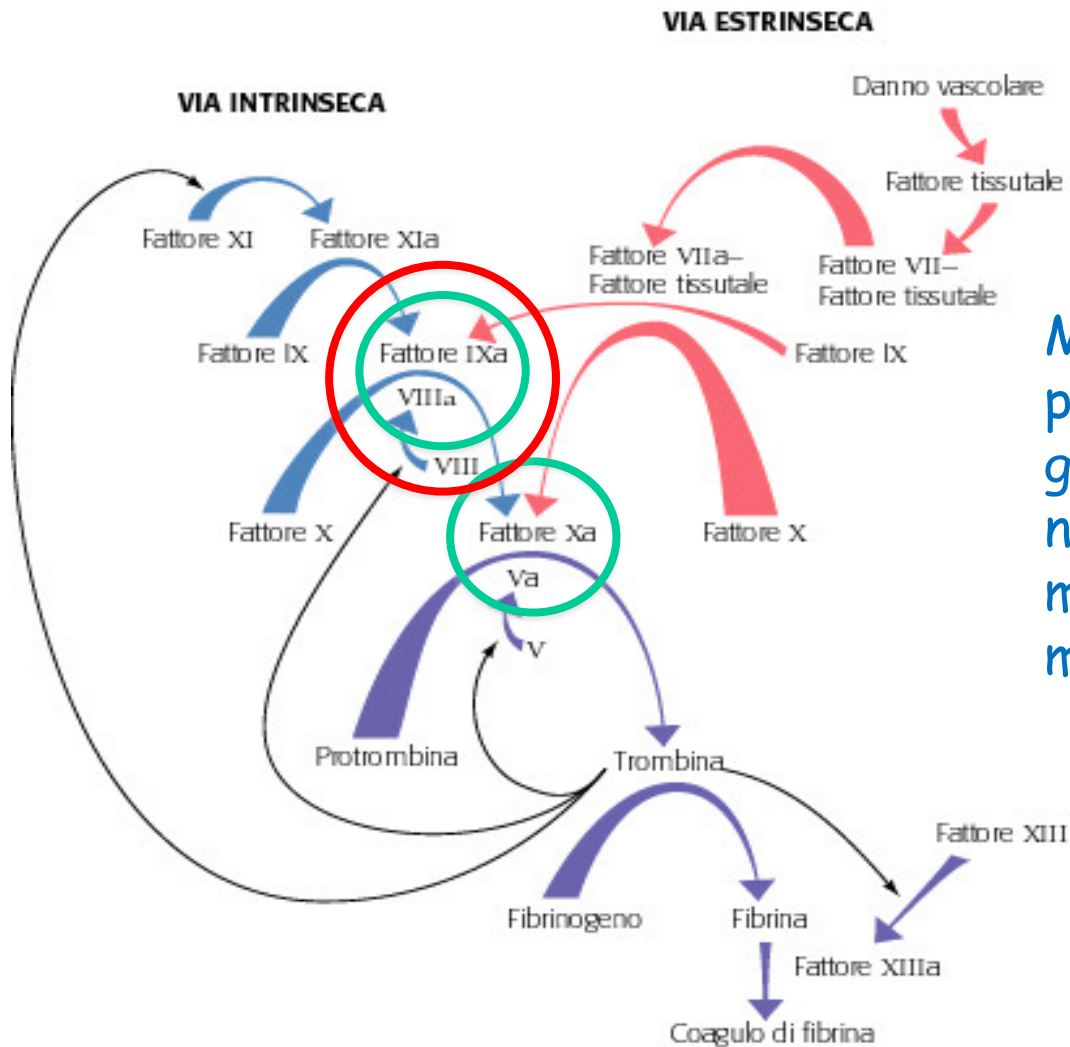 VIA ESTRINSECA
VIA INTRINSECA
Danno vascolare
Fattore tissutale
Fattore XI
Fattore XIa
Fattore VIIa–
Fattore tissutale
Fattore VII–
Fattore tissutale
Fattore IX
Fattore IXa
Fattore IX
VIIIa
VIII
Fattore X
Fattore Xa
Fattore X
Va
V
Protrombina
Trombina
Fattore XIII
Fibrinogeno
Fibrina
Fattore XIIIa
Coagulo di fibrina